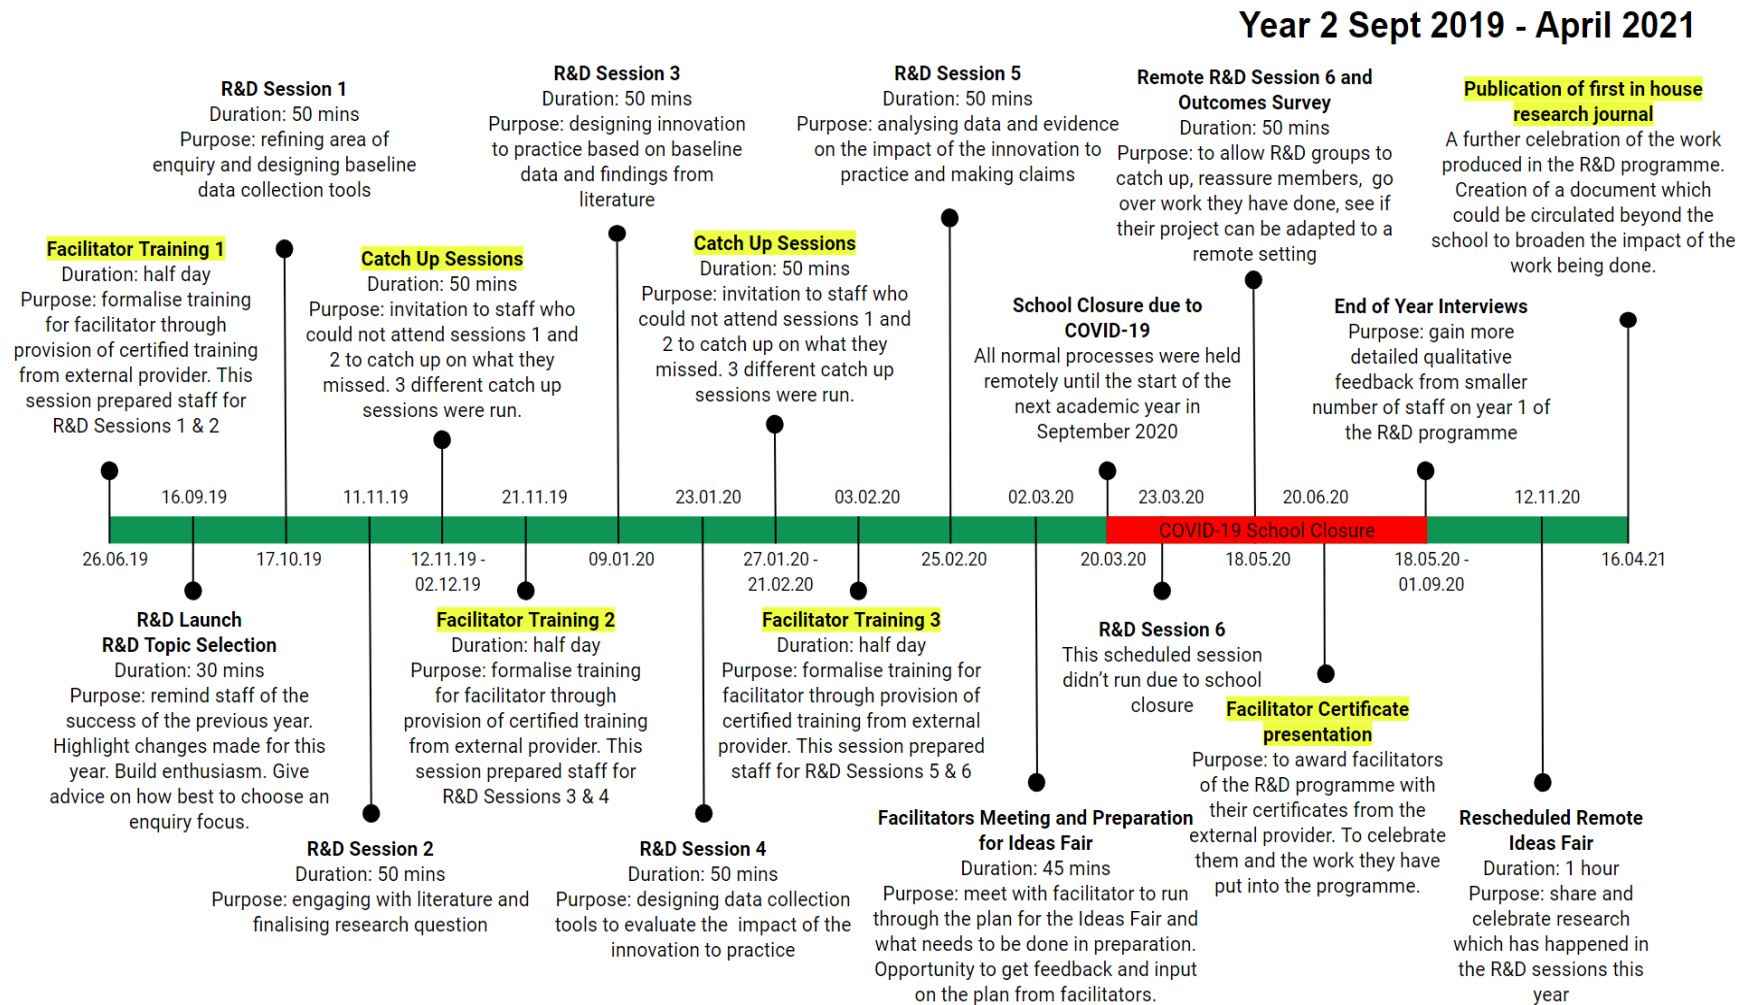 Year 2 Sept 2019 - April 2021
R&D Session 1
Duration: 50 mins
Purpose: refining area of
enquiry and designing baseline
data collection tools
R&D Session 3
Duration: 50 mins
Purpose: designing innovation
to practice based on baseline
data and findings from
literature
R&D Session 5
Duration: 50 mins
Purpose: analysing data and evidence
on the impact of the innovation to
practice and making claims
Remote R&D Session 6 and
Outcomes Survey
Duration: 50 mins
Purpose: to allow R&D groups to
catch up, reassure members, go
over work they have done, see if
their project can be adapted to a
remote setting
Publication of first in house
research journal
A further celebration of the work
produced in the R&D programme.
Creation of a document which
could be circulated beyond the
school to broaden the impact of the
work being done.
Facilitator Training 1
Duration: half day
Purpose: formalise training
for facilitator through
provision of certified training
from external provider. This
session prepared staff for
R&D Sessions 1 & 2
Catch Up Sessions
Duration: 50 mins
Purpose: invitation to staff who
could not attend sessions 1 and
2 to catch up on what they
missed. 3 different catch up
sessions were run.
Catch Up Sessions
Duration: 50 mins
Purpose: invitation to staff who
could not attend sessions 1 and
2 to catch up on what they
missed. 3 different catch up
sessions were run.
School Closure due to
COVID-19
All normal processes were held
remotely until the start of the
next academic year in
September 2020
End of Year Interviews
Purpose: gain more
detailed qualitative
feedback from smaller
number of staff on year 1 of
the R&D programme
16.09.19
11.11.19
21.11.19
23.01.20
03.02.20
02.03.20
23.03.20
20.06.20
12.11.20
COVID-19 School Closure
26.06.19
17.10.19
12.11.19 -
02.12.19
09.01.20
27.01.20 -
21.02.20
25.02.20
20.03.20
18.05.20
18.05.20 -
01.09.20
16.04.21
R&D Launch
R&D Topic Selection
Duration: 30 mins
Purpose: remind staff of the
success of the previous year.
Highlight changes made for this
year. Build enthusiasm. Give
advice on how best to choose an
enquiry focus.
Facilitator Training 2
Duration: half day
Purpose: formalise training
for facilitator through
provision of certified training
from external provider. This
session prepared staff for
R&D Sessions 3 & 4
Facilitator Training 3
Duration: half day
Purpose: formalise training for
facilitator through provision of
certified training from external
provider. This session prepared
staff for R&D Sessions 5 & 6
R&D Session 6
This scheduled session
didn't run due to school
closure
Facilitator Certificate
presentation
Purpose: to award facilitators
of the R&D programme with
their certificates from the
external provider. To celebrate
them and the work they have
put into the programme.
R&D Session 2
Duration: 50 mins
Purpose: engaging with literature and
finalising research question
R&D Session 4
Duration: 50 mins
Purpose: designing data collection
tools to evaluate the impact of the
innovation to practice
Facilitators Meeting and Preparation
for Ideas Fair
Duration: 45 mins
Purpose: meet with facilitator to run
through the plan for the Ideas Fair and
what needs to be done in preparation.
Opportunity to get feedback and input
on the plan from facilitators.
Rescheduled Remote
Ideas Fair
Duration: 1 hour
Purpose: share and
celebrate research
which has happened in
the R&D sessions this
year